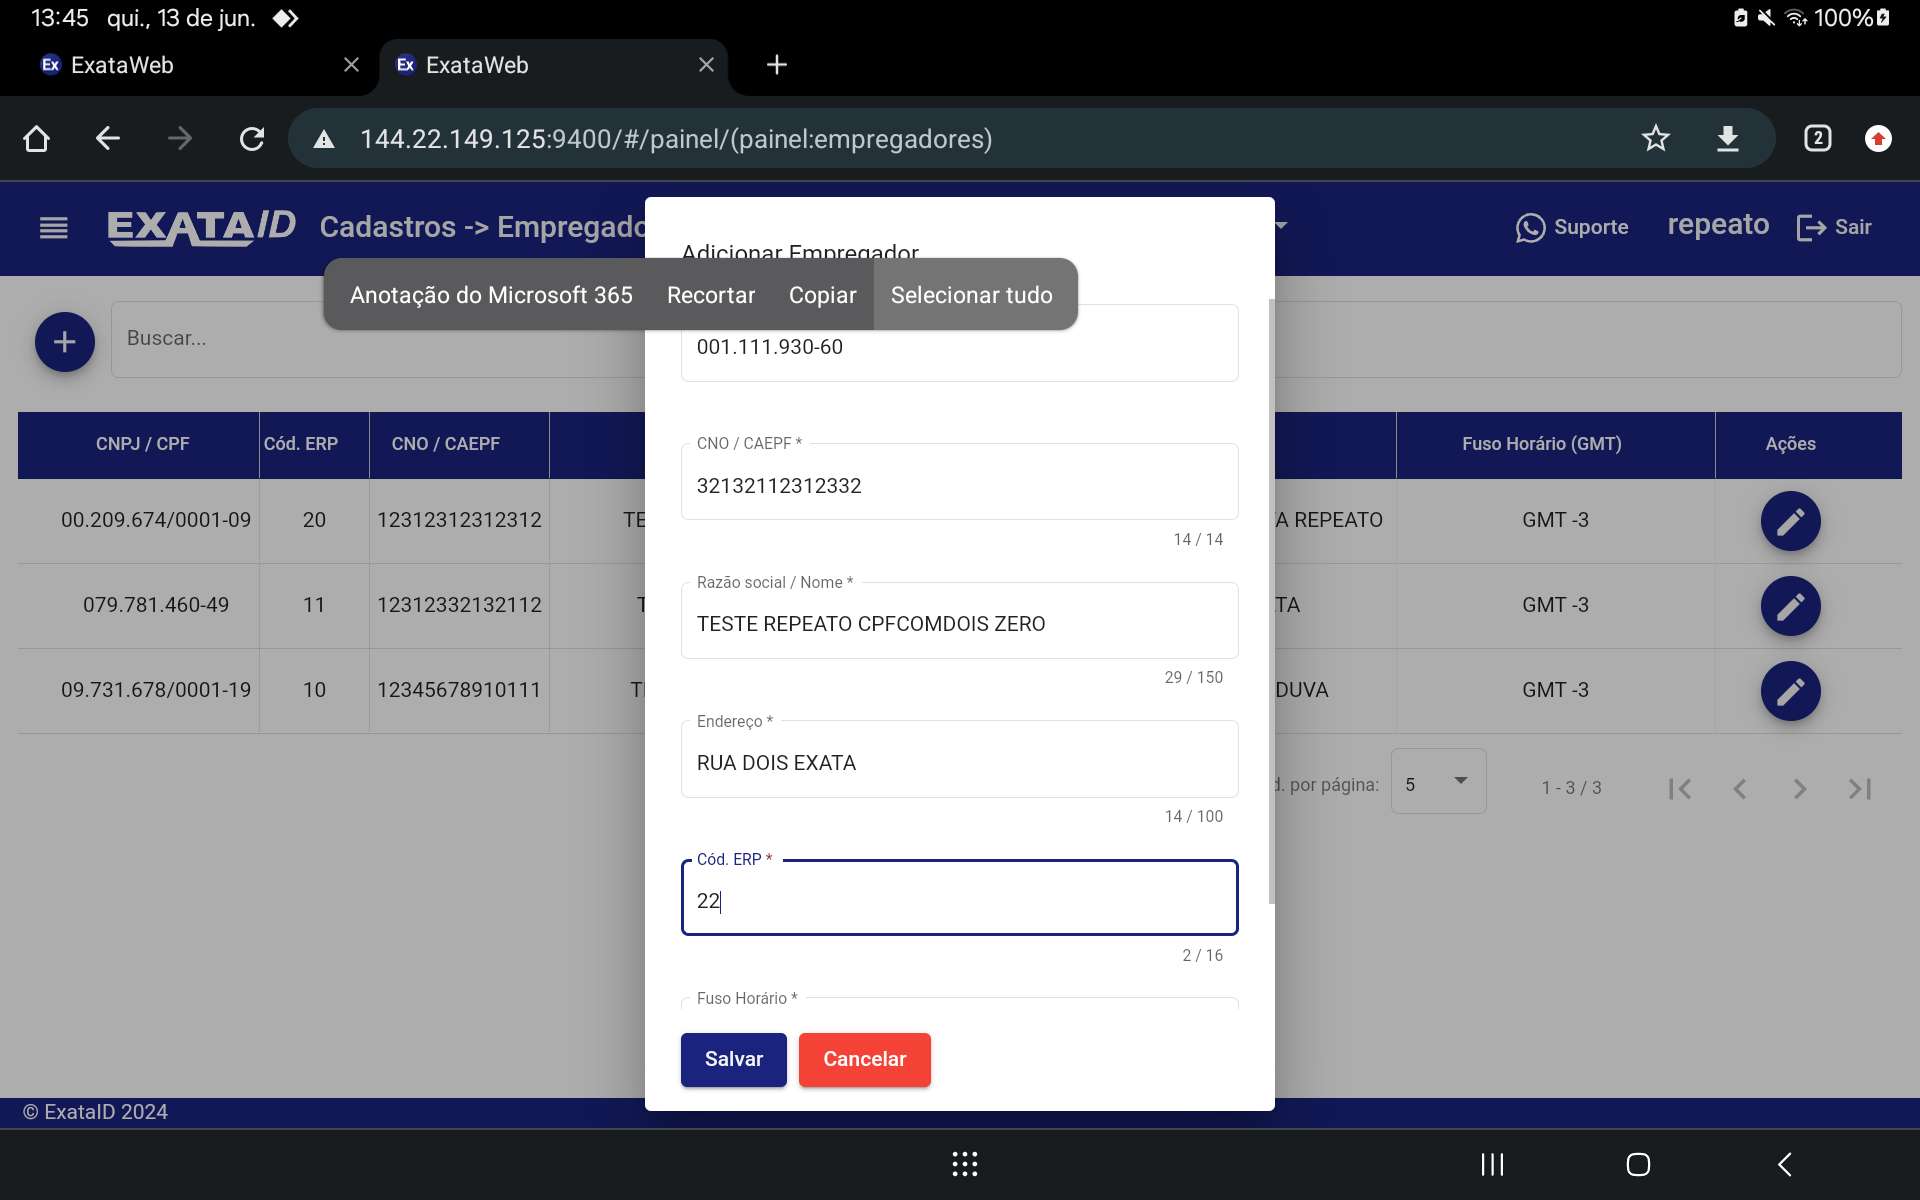 13:45 qui., 13 de jun. 100%
Ex ExataWeb Ex ExataWeb
144.22.149.125:9400/#/painel/(painel:empregadores) 2
EXATAID Cadastros -> Empregado Suporte repeato Sair
Adicionar Empregador
Anotação do Microsoft 365 Recortar Copiar Selecionar tudo
Buscar...
001.111.930-60
CNPJ / CPF Cód. ERP CNO / CAEPF Fuso Horário (GMT) Ações
CNO / CAEPF *
32132112312332
14 / 14
00.209.674/0001-09 20 12312312312312 TE A REPEATO GMT -3
Razão social / Nome *
TESTE REPEATO CPFCOMDOIS ZERO
29 / 150
079.781.460-49 11 12312332132112 T TA GMT -3
09.731.678/0001-19 10 12345678910111 T DUVA GMT -3
Endereço *
RUA DOIS EXATA
14 / 100
d. por página: 5 1 - 3 / 3
Cód. ERP *
22
2 / 16
Fuso Horário *
Salvar Cancelar
© ExataID 2024